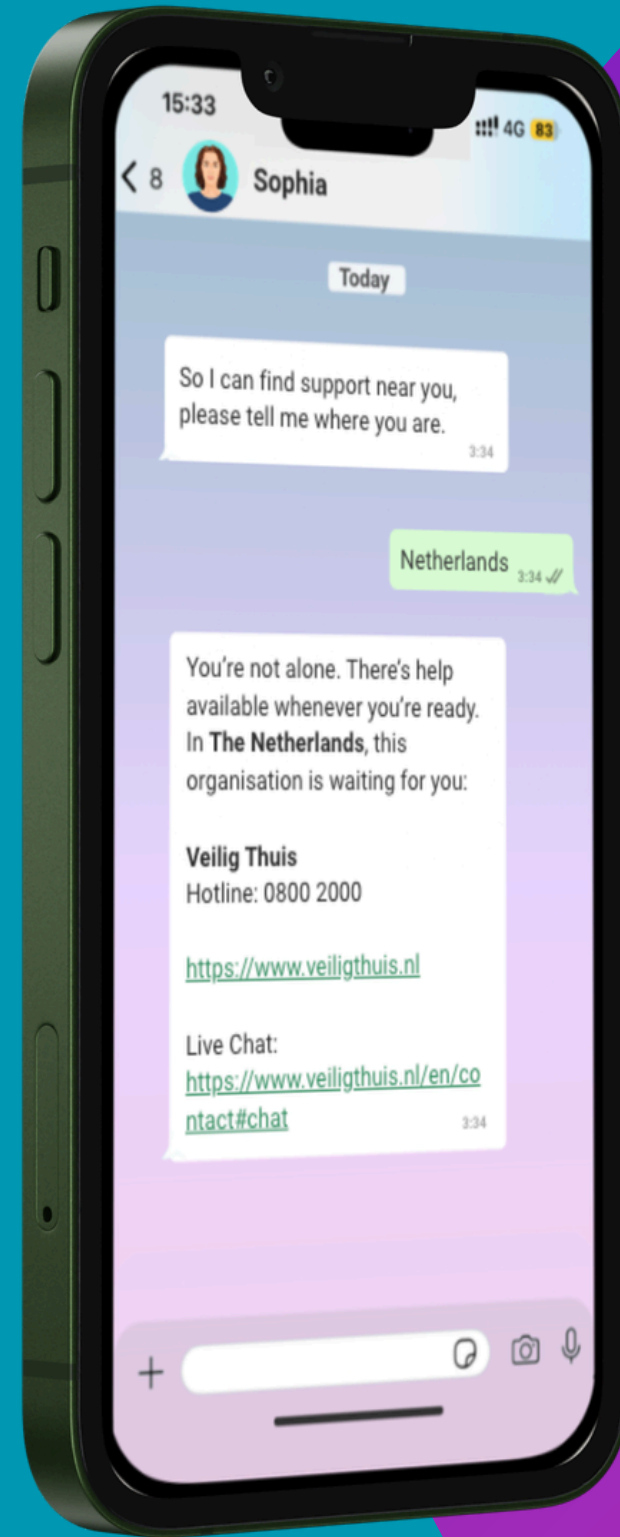 15:33
4G 83
8 Sophia
Today
So I can find support near you,
please tell me where you are.
3:34
Netherlands 3:34
You're not alone. There's help
available whenever you're ready.
In The Netherlands, this
organisation is waiting for you:
Veilig Thuis
Hotline: 0800 2000
https://www.veiligthuis.nl
Live Chat:
https://www.veiligthuis.nl/en/co
ntact#chat
3:34